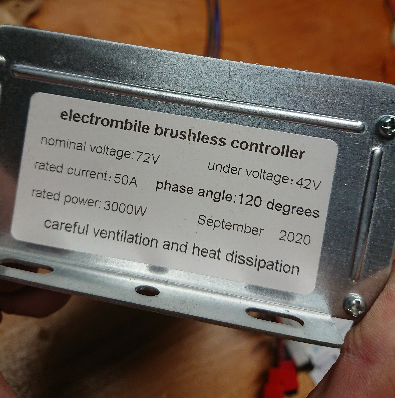 electrombile brushless controller
nominal voltage:72V under voltage:42V
rated current:50A phase angle:120 degrees
rated power:3000W September 2020
careful ventilation and heat dissipation